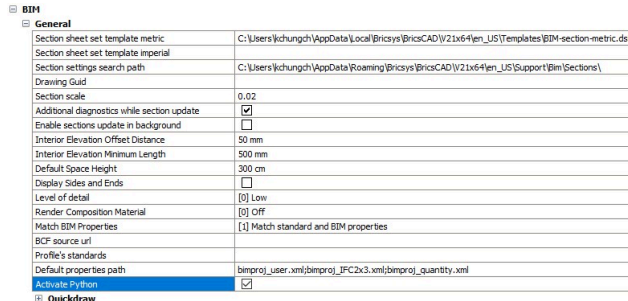 BIM
General
Section sheet set template metric C:\Users\kchungch\AppData\Local\Bricsys\BricsCAD\V21x64\en_US\Templates\BIM-section-metric.ds
Section sheet set template imperial
Section settings search path C:\Users\kchungch\AppData\Roaming\Bricsys\BricsCAD\V21x64\en_US\Support\Bim\Sections\
Drawing Guid
Section scale 0.02
Additional diagnostics while section update
Enable sections update in background
Interior Elevation Offset Distance 50 mm
Interior Elevation Minimum Length 500 mm
Default Space Height 300 cm
Display Sides and Ends
Level of detail [0] Low
Render Composition Material [0] Off
Match BIM Properties [1] Match standard and BIM properties
BCF source url
Profile's standards
Default properties path bimproj_user.xml;bimproj_IFC2x3.xml;bimproj_quantity.xml
Activate Python
Quickdraw